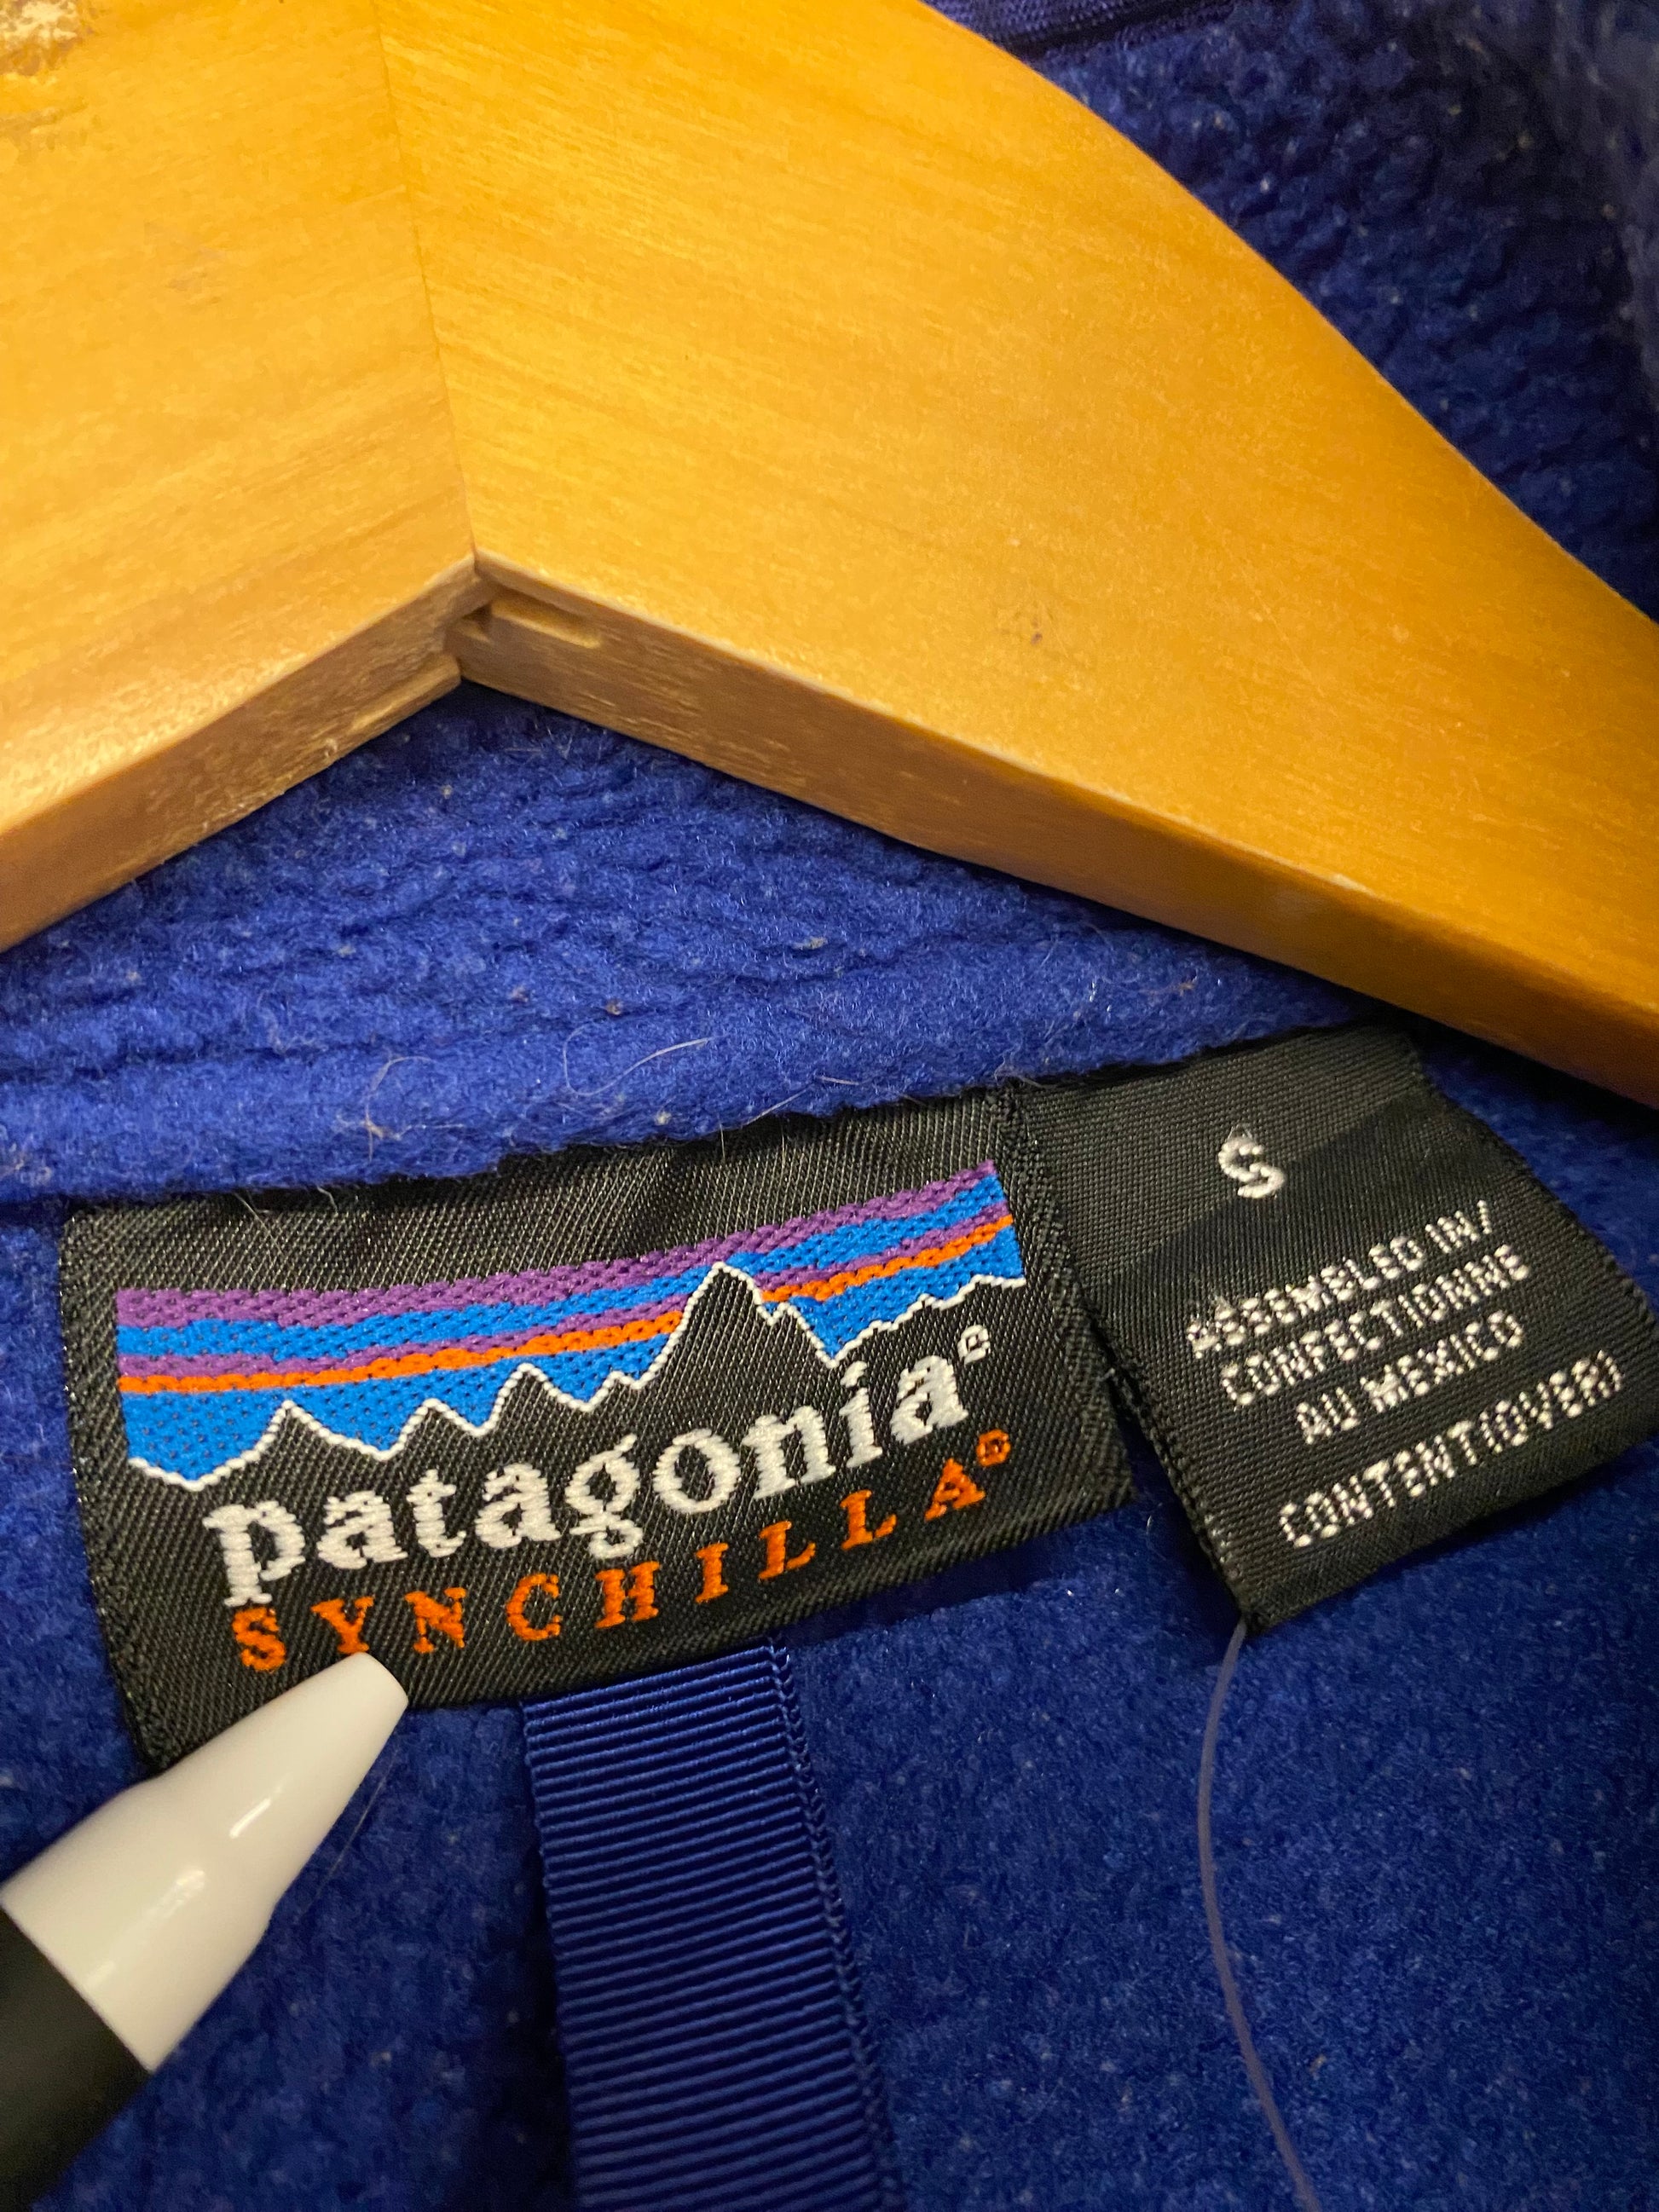 patagonia®
SYNCHILLA®
S
ASSEMBLED IN/
CONFECTIONNE
AU MEXICO
CONTENT(OVER)